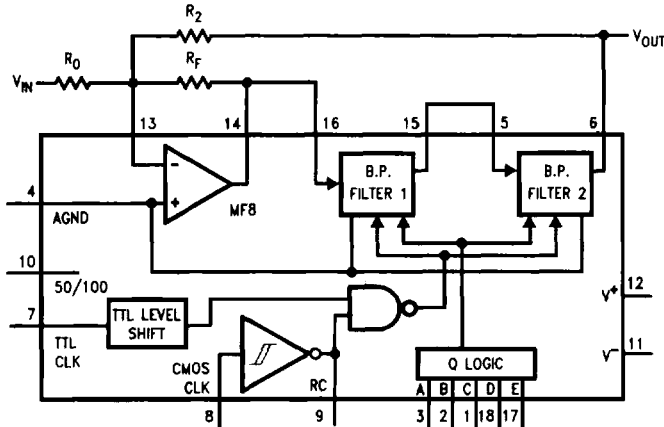 R2
VOUT
VIN R0 RF
13 14 16 15 5 6
4 AGND
- +
MF8
B.P. FILTER 1
B.P. FILTER 2
10 50/100
7 TTL CLK
TTL LEVEL SHIFT
CMOS CLK
RC
Q LOGIC
V+ 12
V- 11
A B C D E
8 9 3 2 1 18 17